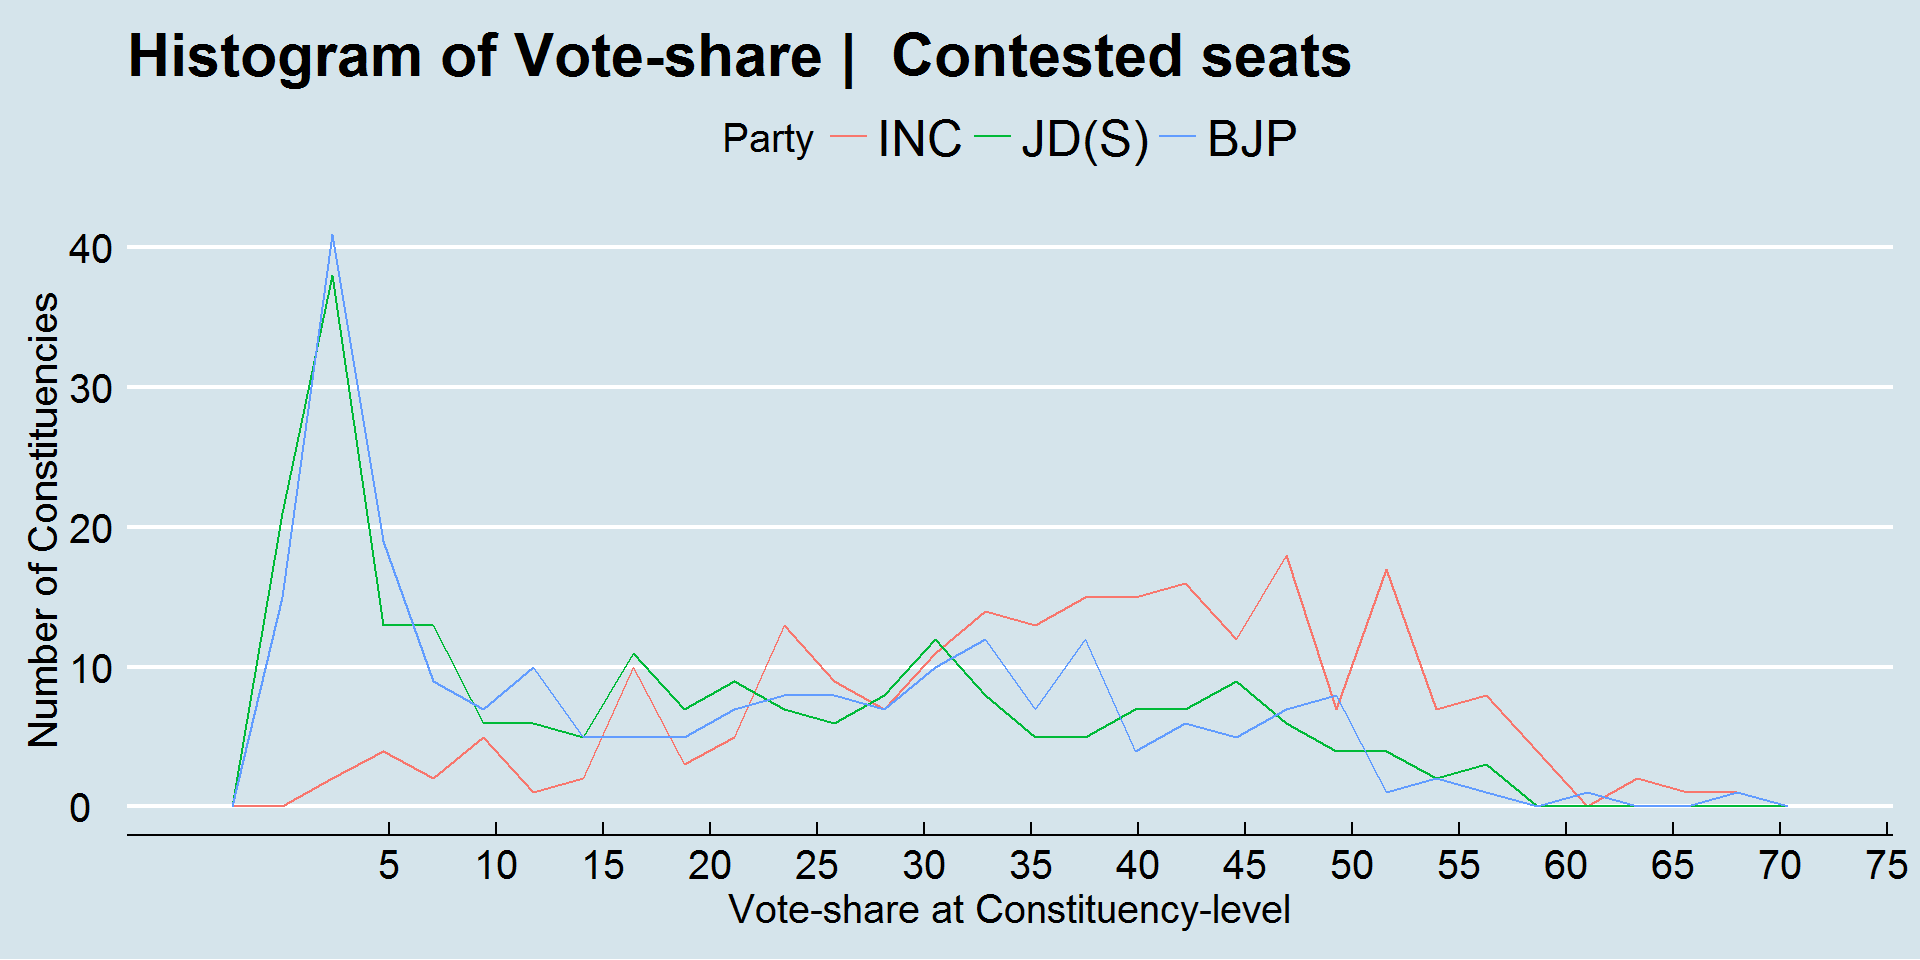 Histogram of Vote-share |  Contested seats
Party INC JD(S) BJP
Number of Constituencies
40
30
20
10
0
5 10 15 20 25 30 35 40 45 50 55 60 65 70 75
Vote-share at Constituency-level